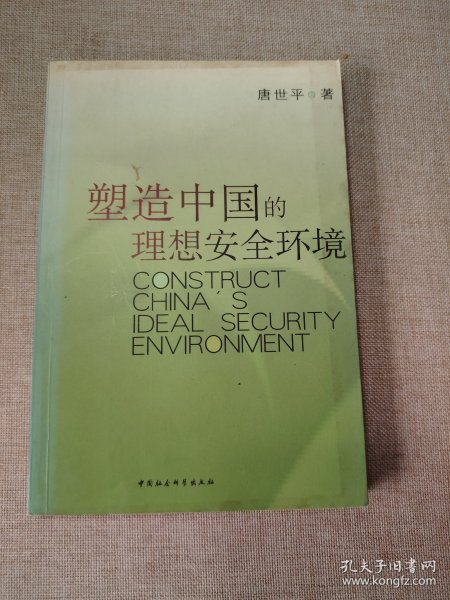 唐世平 著
塑造中国的
理想安全环境
CONSTRUCT
CHINA'S
IDEAL SECURITY
ENVIRONMENT
中国社会科学出版社
孔夫子旧书网
www.kongfz.com